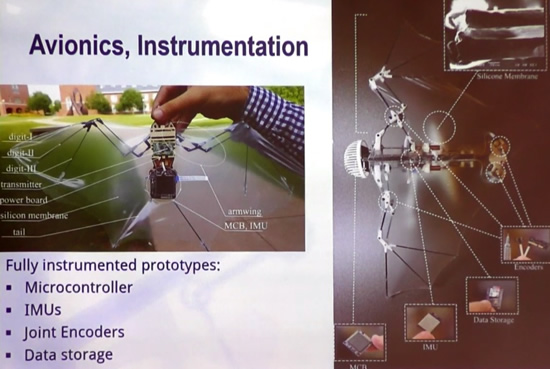 Avionics, Instrumentation
digit-I
digit-II
digit-III
transmitter
power board
silicon membrane
tail
armwing
MCB, IMU
Fully instrumented prototypes:
▪ Microcontroller
▪ IMUs
▪ Joint Encoders
▪ Data storage
Silicone Membrane
Encoders
Data Storage
IMU
MCB